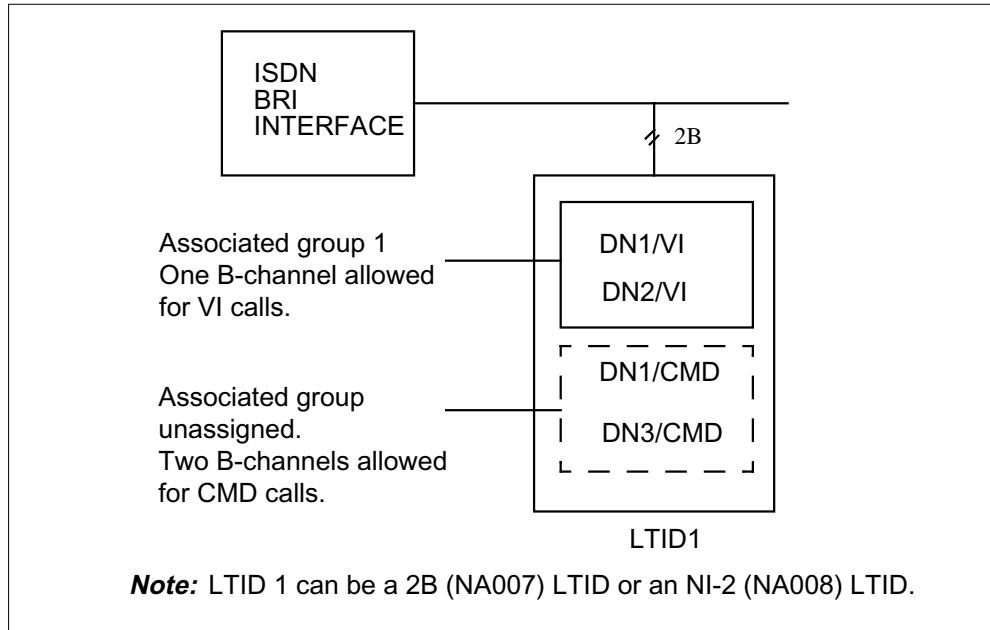 ISDN
BRI
INTERFACE
2B
Associated group 1
One B-channel allowed
for VI calls.
DN1/VI
DN2/VI
Associated group
unassigned.
Two B-channels allowed
for CMD calls.
DN1/CMD
DN3/CMD
LTID1
Note: LTID 1 can be a 2B (NA007) LTID or an NI-2 (NA008) LTID.